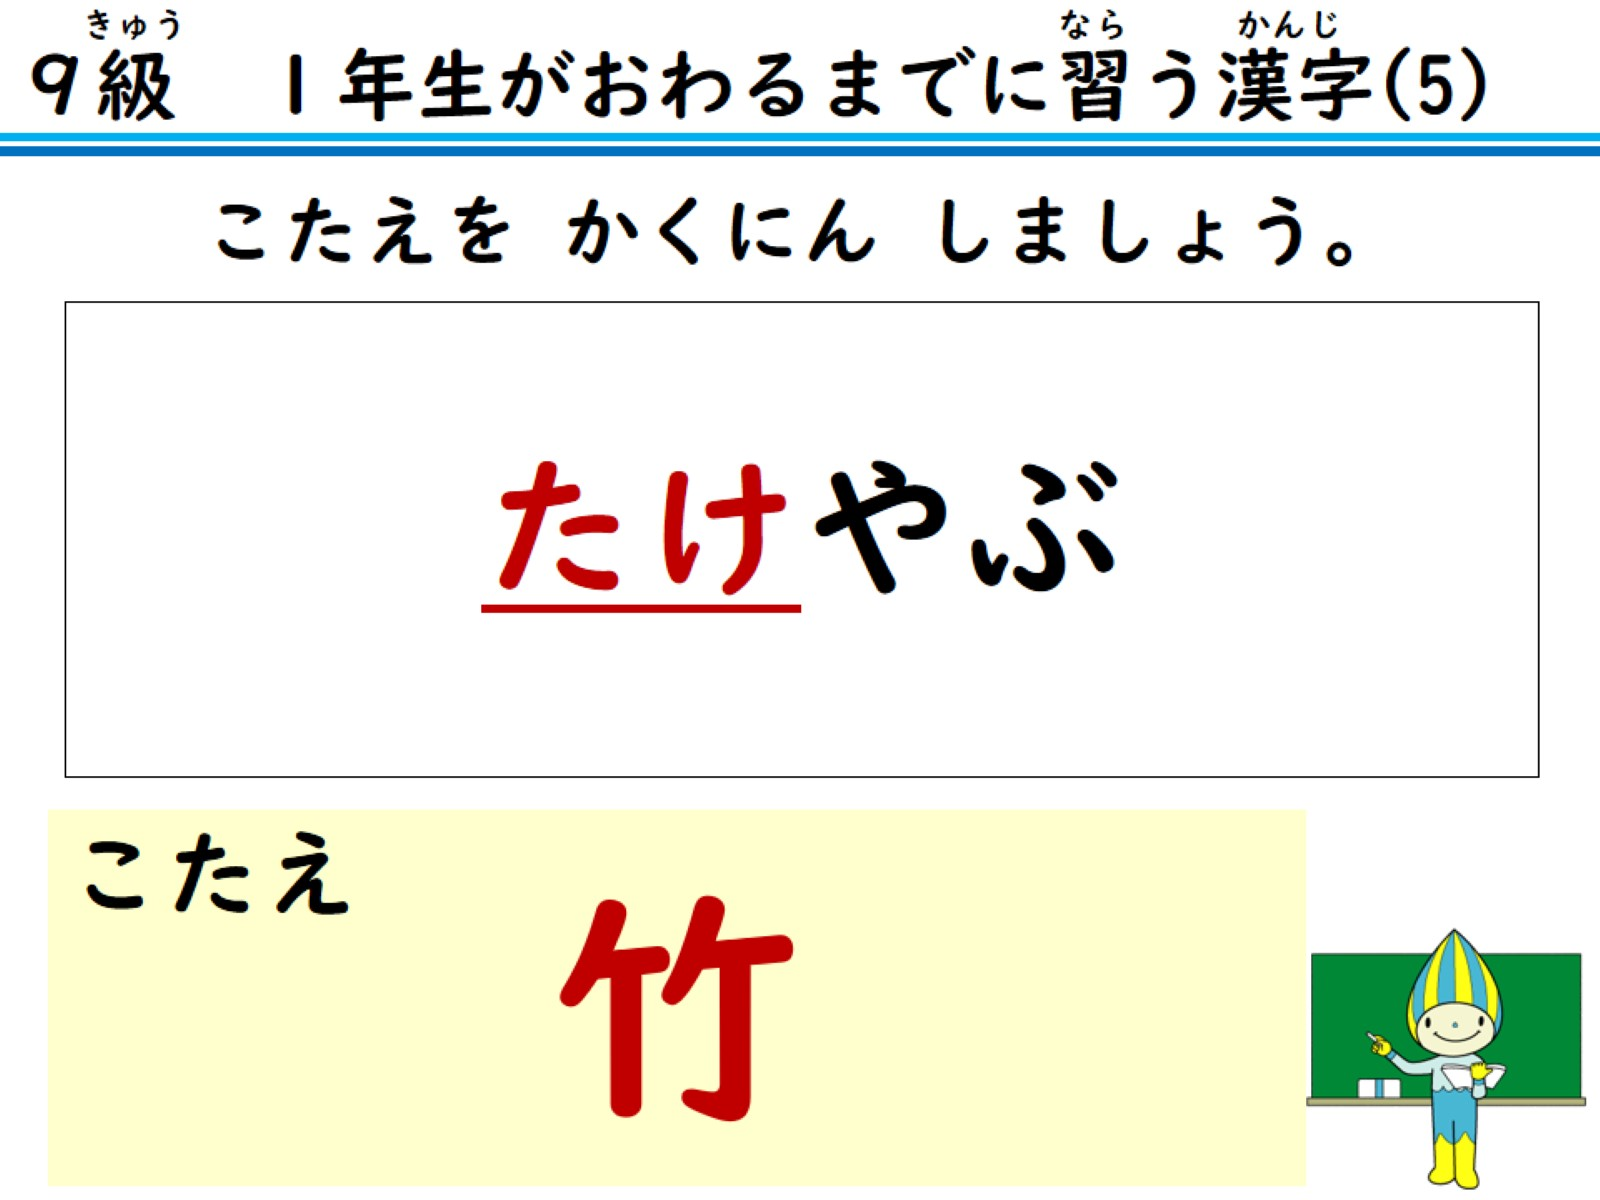 きゅう なら かんじ
9級 1年生がおわるまでに習う漢字(5)
こたえを かくにん しましょう。
たけやぶ
こたえ
竹